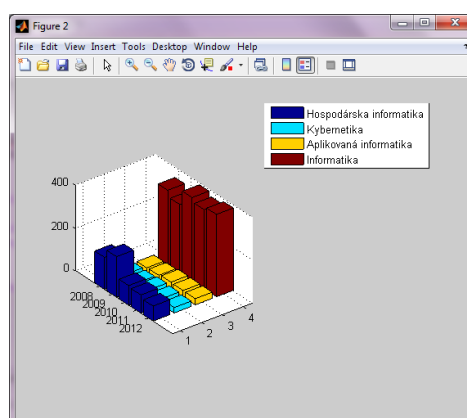 Figure 2
File Edit View Insert Tools Desktop Window Help
Hospodárska informatika
Kybernetika
Aplikovaná informatika
Informatika
400
200
0
2008
2009
2010
2011
2012
1
2
3
4